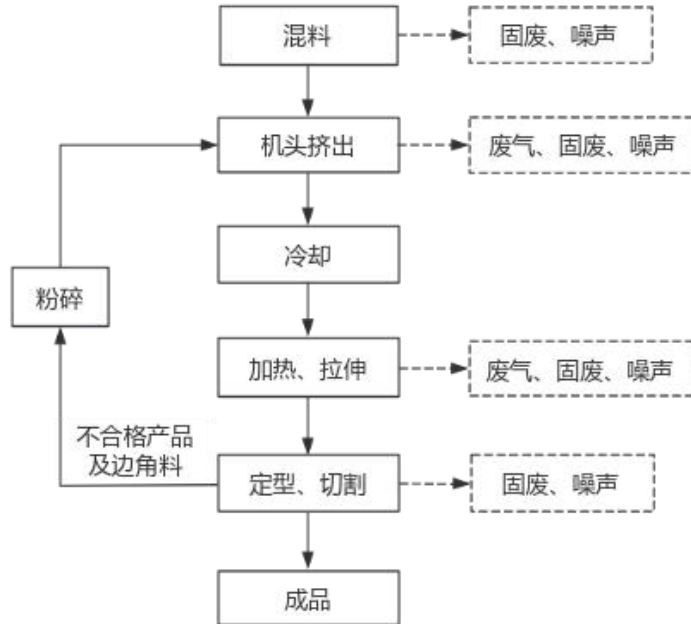 混料
固废、噪声
机头挤出
废气、固废、噪声
冷却
粉碎
加热、拉伸
废气、固废、噪声
不合格产品
及边角料
定型、切割
固废、噪声
成品